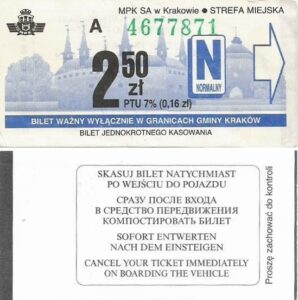 MPK SA w Krakowie • STREFA MIEJSKA
A 4677871
2 50 zł
N
NORMALNY
PTU 7% (0,16 zł)
BILET WAŻNY WYŁĄCZNIE W GRANICACH GMINY KRAKÓW
BILET JEDNOKROTNEGO KASOWANIA
SKASUJ BILET NATYCHMIAST
PO WEJŚCIU DO POJAZDU
СРАЗУ ПОСЛЕ ВХОДА
В СРЕДСТВО ПЕРЕДВИЖЕНИЯ
КОМПОСТИРОВАТЬ БИЛЕТ
SOFORT ENTWERTEN
NACH DEM EINSTEIGEN
CANCEL YOUR TICKET IMMEDIATELY
ON BOARDING THE VEHICLE
Proszę zachować do kontroli